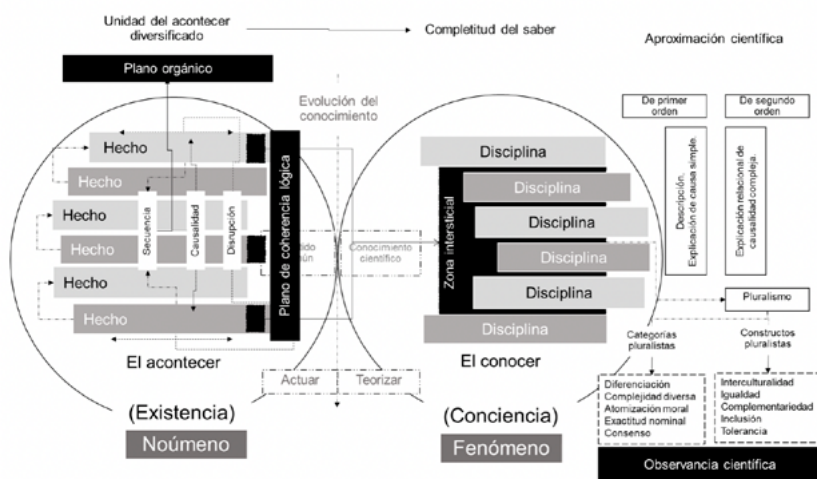 Unidad del acontecer
diversificado
Completitud del saber
Aproximación científica
Plano orgánico
Evolución del
conocimiento
De primer
orden
De segundo
orden
Hecho
Hecho
Hecho
Hecho
Hecho
Hecho
Secuencia
Causalidad
Disrupción
Plano de coherencia lógica
Conocimiento
científico
Zona intersticial
Disciplina
Disciplina
Disciplina
Disciplina
Disciplina
Disciplina
Descripción.
Explicación de causa simple.
Explicación relacional de
causalidad compleja.
Pluralismo
El acontecer
El conocer
Actuar
Teorizar
Categorías
pluralistas
Constructos
pluralistas
(Existencia)
(Conciencia)
Noúmeno
Fenómeno
Diferenciación
Complejidad diversa
Atomización moral
Exactitud nominal
Consenso
Interculturalidad
Igualdad
Complementariedad
Inclusión
Tolerancia
Observancia científica